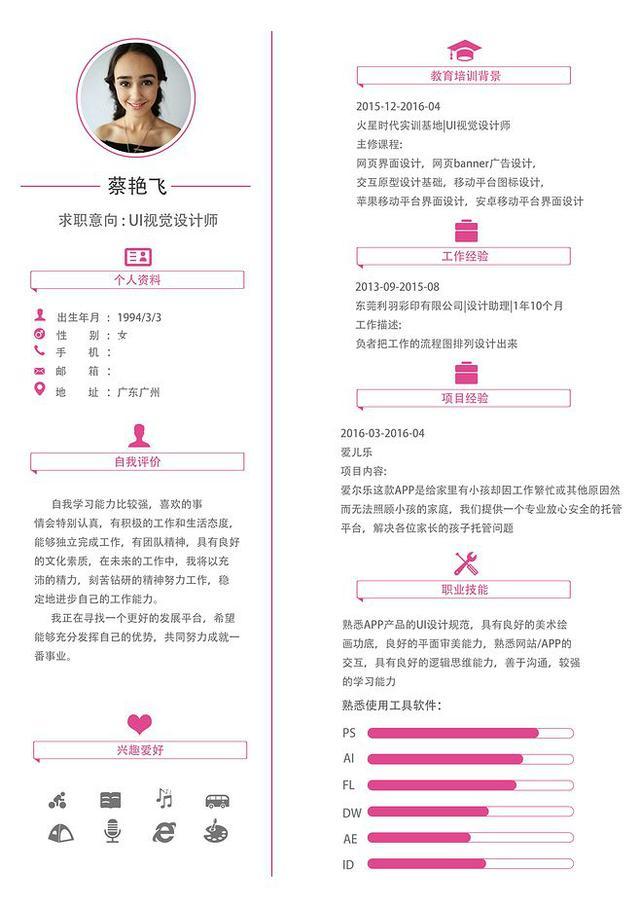 蔡艳飞
求职意向：UI视觉设计师
个人资料
出生年月 ：1994/3/3
性 别 ：女
手 机 ：
邮 箱 ：
地 址 ：广东广州
自我评价
自我学习能力比较强，喜欢的事
情会特别认真，有积极的工作和生活态度，
能够独立完成工作，有团队精神，具有良好
的文化素质，在未来的工作中，我将以充
沛的精力，刻苦钻研的精神努力工作，稳
定地进步自己的工作能力。
我正在寻找一个更好的发展平台，希望
能够充分发挥自己的优势，共同努力成就一
番事业。
兴趣爱好
教育培训背景
2015-12-2016-04
火星时代实训基地|UI视觉设计师
主修课程:
网页界面设计，网页banner广告设计，
交互原型设计基础，移动平台图标设计，
苹果移动平台界面设计，安卓移动平台界面设计
工作经验
2013-09-2015-08
东莞利羽彩印有限公司|设计助理|1年10个月
工作描述:
负者把工作的流程图排列设计出来
项目经验
2016-03-2016-04
爱儿乐
项目内容:
爱尔乐这款APP是给家里有小孩却因工作繁忙或其他原因然
而无法照顾小孩的家庭，我们提供一个专业放心安全的托管
平台，解决各位家长的孩子托管问题
职业技能
熟悉APP产品的UI设计规范，具有良好的美术绘
画功底，良好的平面审美能力，熟悉网站/APP的
交互，具有良好的逻辑思维能力，善于沟通，较强
的学习能力
熟悉使用工具软件：
PS
AI
FL
DW
AE
ID